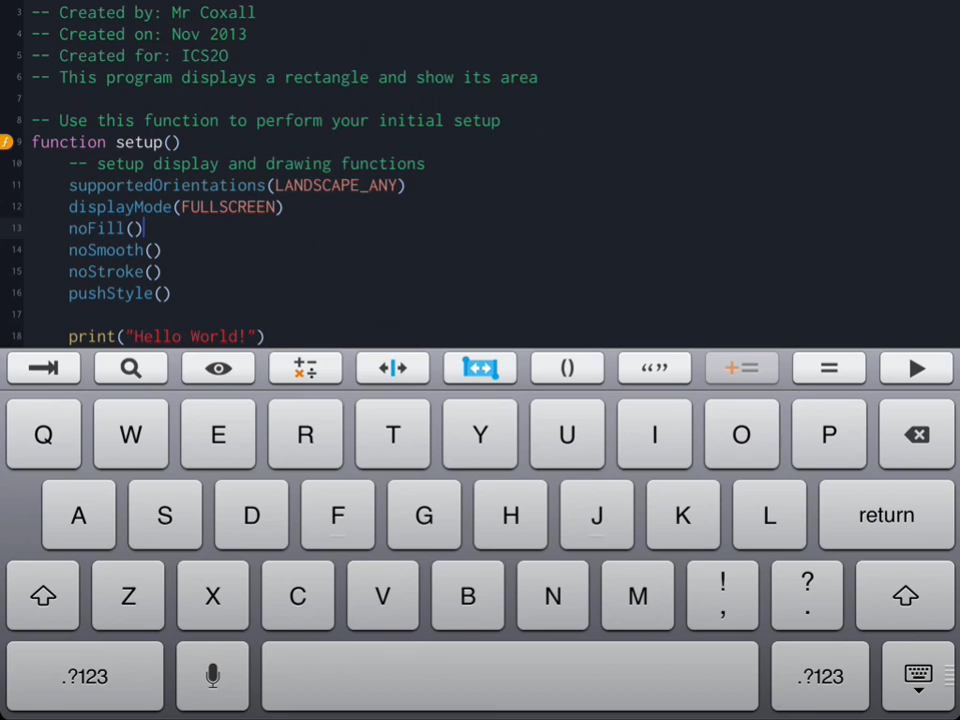 3 -- Created by: Mr Coxall
4 -- Created on: Nov 2013
5 -- Created for: ICS2O
6 -- This program displays a rectangle and show its area
7
8 -- Use this function to perform your initial setup
9 function setup()
10 -- setup display and drawing functions
11 supportedOrientations(LANDSCAPE_ANY)
12 displayMode(FULLSCREEN)
13 noFill()
14 noSmooth()
15 noStroke()
16 pushStyle()
17
18 print("Hello World!")
+-×÷ () “” += =
Q W E R T Y U I O P
A S D F G H J K L return
Z X C V B N M ! , ? .
.?123 .?123